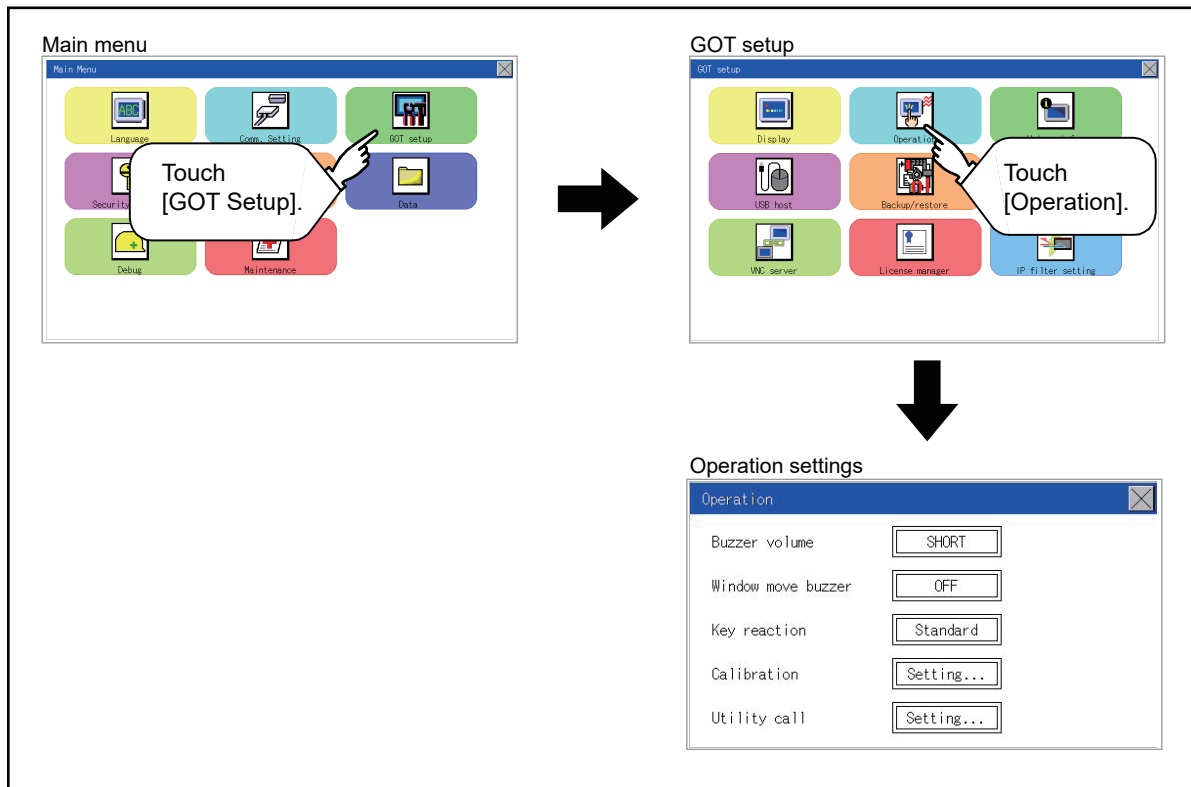 Main menu
Main Menu
ABC
Language
Comm. Setting
GOT setup
Security
Data
Debug
Maintenance
Touch
[GOT Setup].
GOT setup
GOT setup
Display
Operation
USB host
Backup/restore
VNC server
License manager
IP filter setting
Touch
[Operation].
Operation settings
Operation
Buzzer volume
SHORT
Window move buzzer
OFF
Key reaction
Standard
Calibration
Setting...
Utility call
Setting...